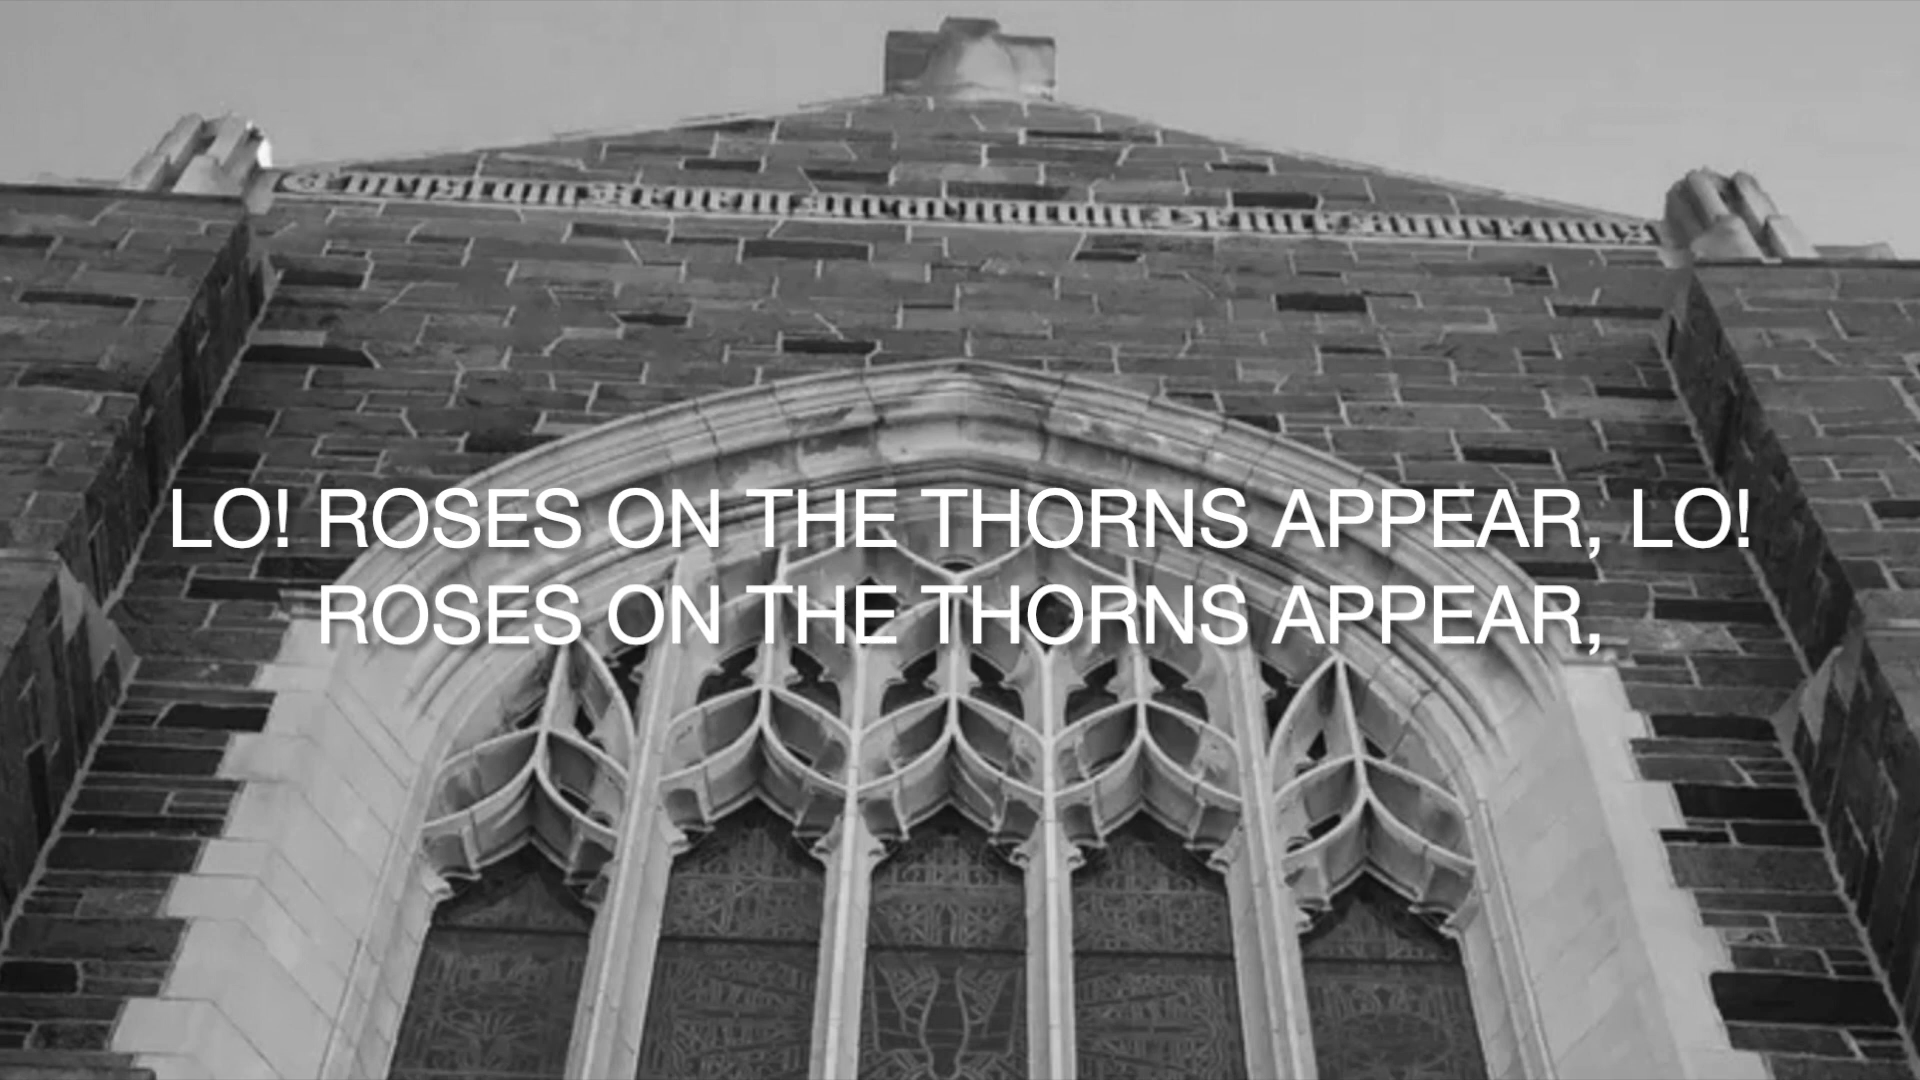 LO! ROSES ON THE THORNS APPEAR, LO!
ROSES ON THE THORNS APPEAR,